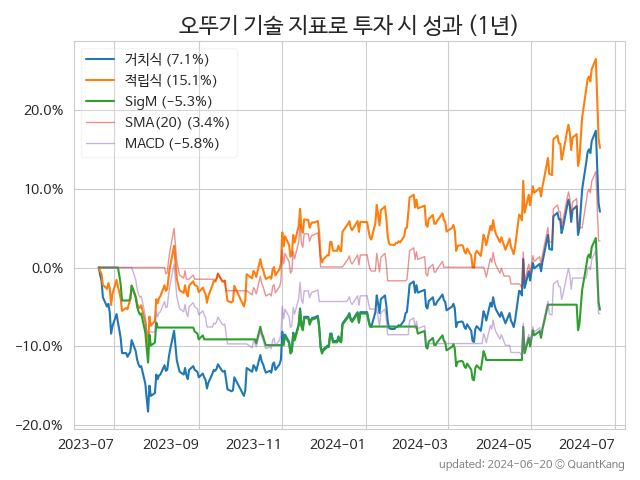 오뚜기 기술 지표로 투자 시 성과 (1년)
거치식 (7.1%)
적립식 (15.1%)
SigM (−5.3%)
SMA(20) (3.4%)
MACD (−5.8%)
20.0%
10.0%
0.0%
−10.0%
−20.0%
2023-07 2023-09 2023-11 2024-01 2024-03 2024-05 2024-07
updated: 2024-06-20 © QuantKang